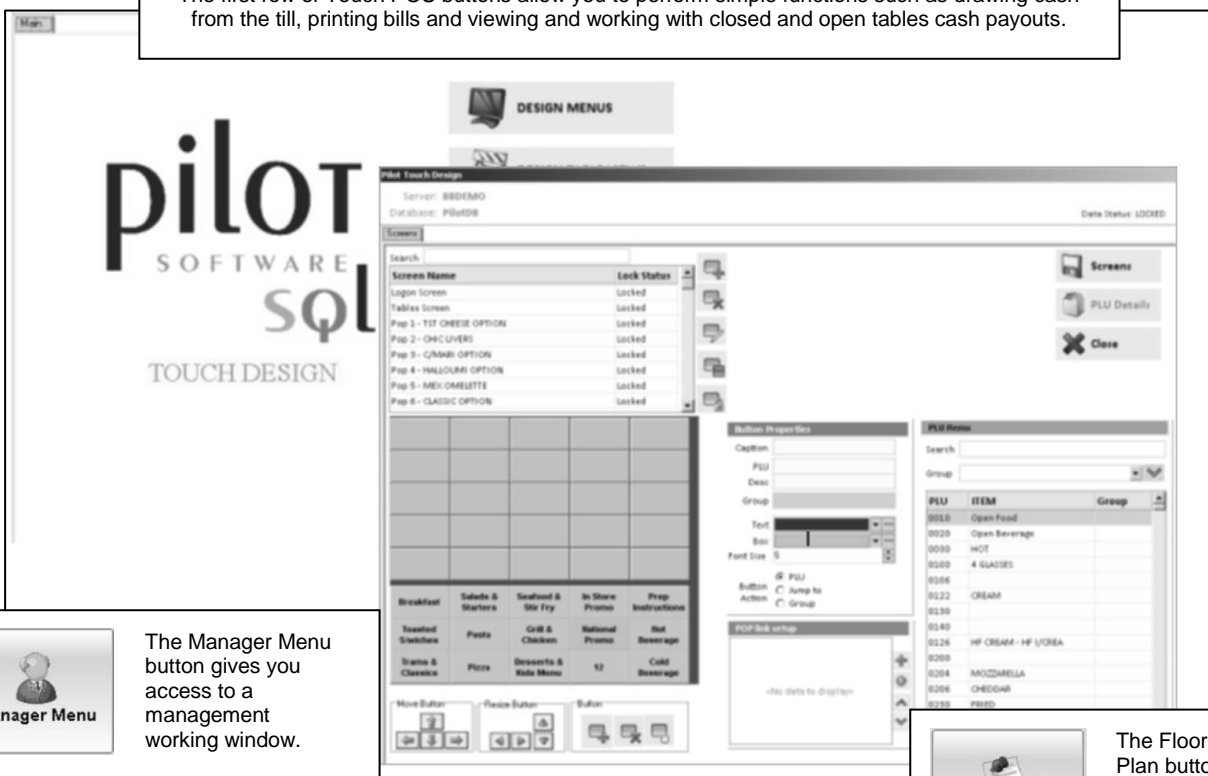 from the till, printing bills and viewing and working with closed and open tables cash payouts.
Main
DESIGN MENUS
pilot
SOFTWARE
sql
TOUCH DESIGN
Pilot Touch Design
Server: BBDEMO
Database: PilotDB
Data Status: LOCKED
Screens
Search
Screen Name Lock Status
Logon Screen Locked
Tables Screen Locked
Pop 1 - TST CHEESE OPTION Locked
Pop 2 - CHIC LIVERS Locked
Pop 3 - C/MARI OPTION Locked
Pop 4 - HALLOUMI OPTION Locked
Pop 5 - MEX OMELETTE Locked
Pop 6 - CLASSIC OPTION Locked
Screens
PLU Details
Close
Button Properties
Caption
PLU
Desc
Group
Text
Box
Font Size 5
Button Action
PLU
Jump to
Group
POP link setup
<No data to display>
PLU Items
Search
Group
PLU ITEM Group
0010 Open Food
0020 Open Beverage
0030 HOT
0100 4 GLASSES
0106
0122 CREAM
0130
0140
0126 HF CREAM - HF I/CREA
0200
0204 MOZZARELLA
0206 CHEDDAR
0230 FRIED
Breakfast
Salads & Starters
Seafood & Stir Fry
In Store Promo
Prep Instructions
Toasted S/wiches
Pasta
Grill & Chicken
National Promo
Hot Beverage
Trams & Classics
Pizza
Desserts & Kids Menu
12
Cold Beverage
Move Button
Resize Button
Button
Manager Menu
The Manager Menu
button gives you
access to a
management
working window.
The Floor
Plan